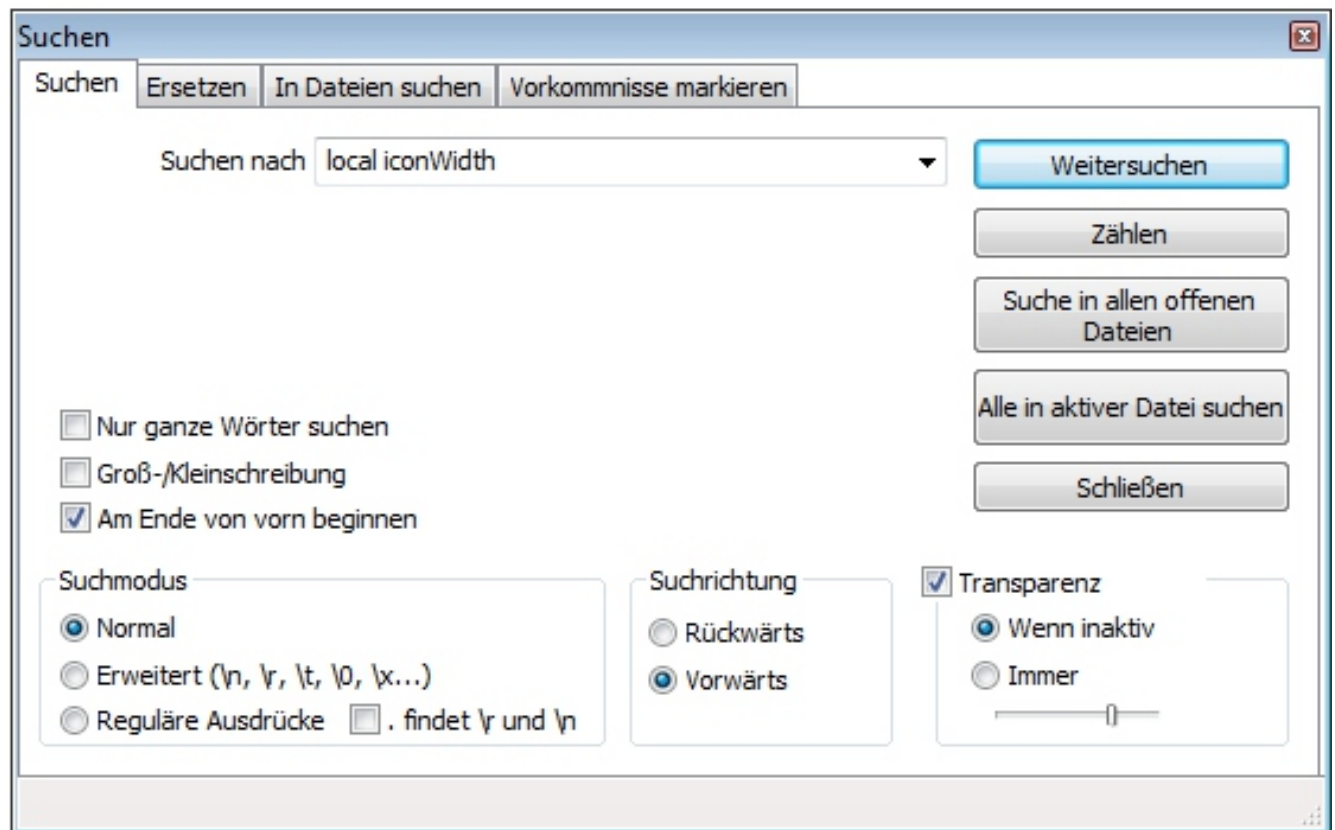 Suchen
Suchen Ersetzen In Dateien suchen Vorkommnisse markieren
Suchen nach local iconWidth Weitersuchen
Zählen
Suche in allen offenen
Dateien
Alle in aktiver Datei suchen
Nur ganze Wörter suchen
Groß-/Kleinschreibung
Schließen
Am Ende von vorn beginnen
Suchmodus Suchrichtung Transparenz
Normal Rückwärts Wenn inaktiv
Erweitert (\n, \r, \t, \0, \x...) Vorwärts Immer
Reguläre Ausdrücke . findet \r und \n